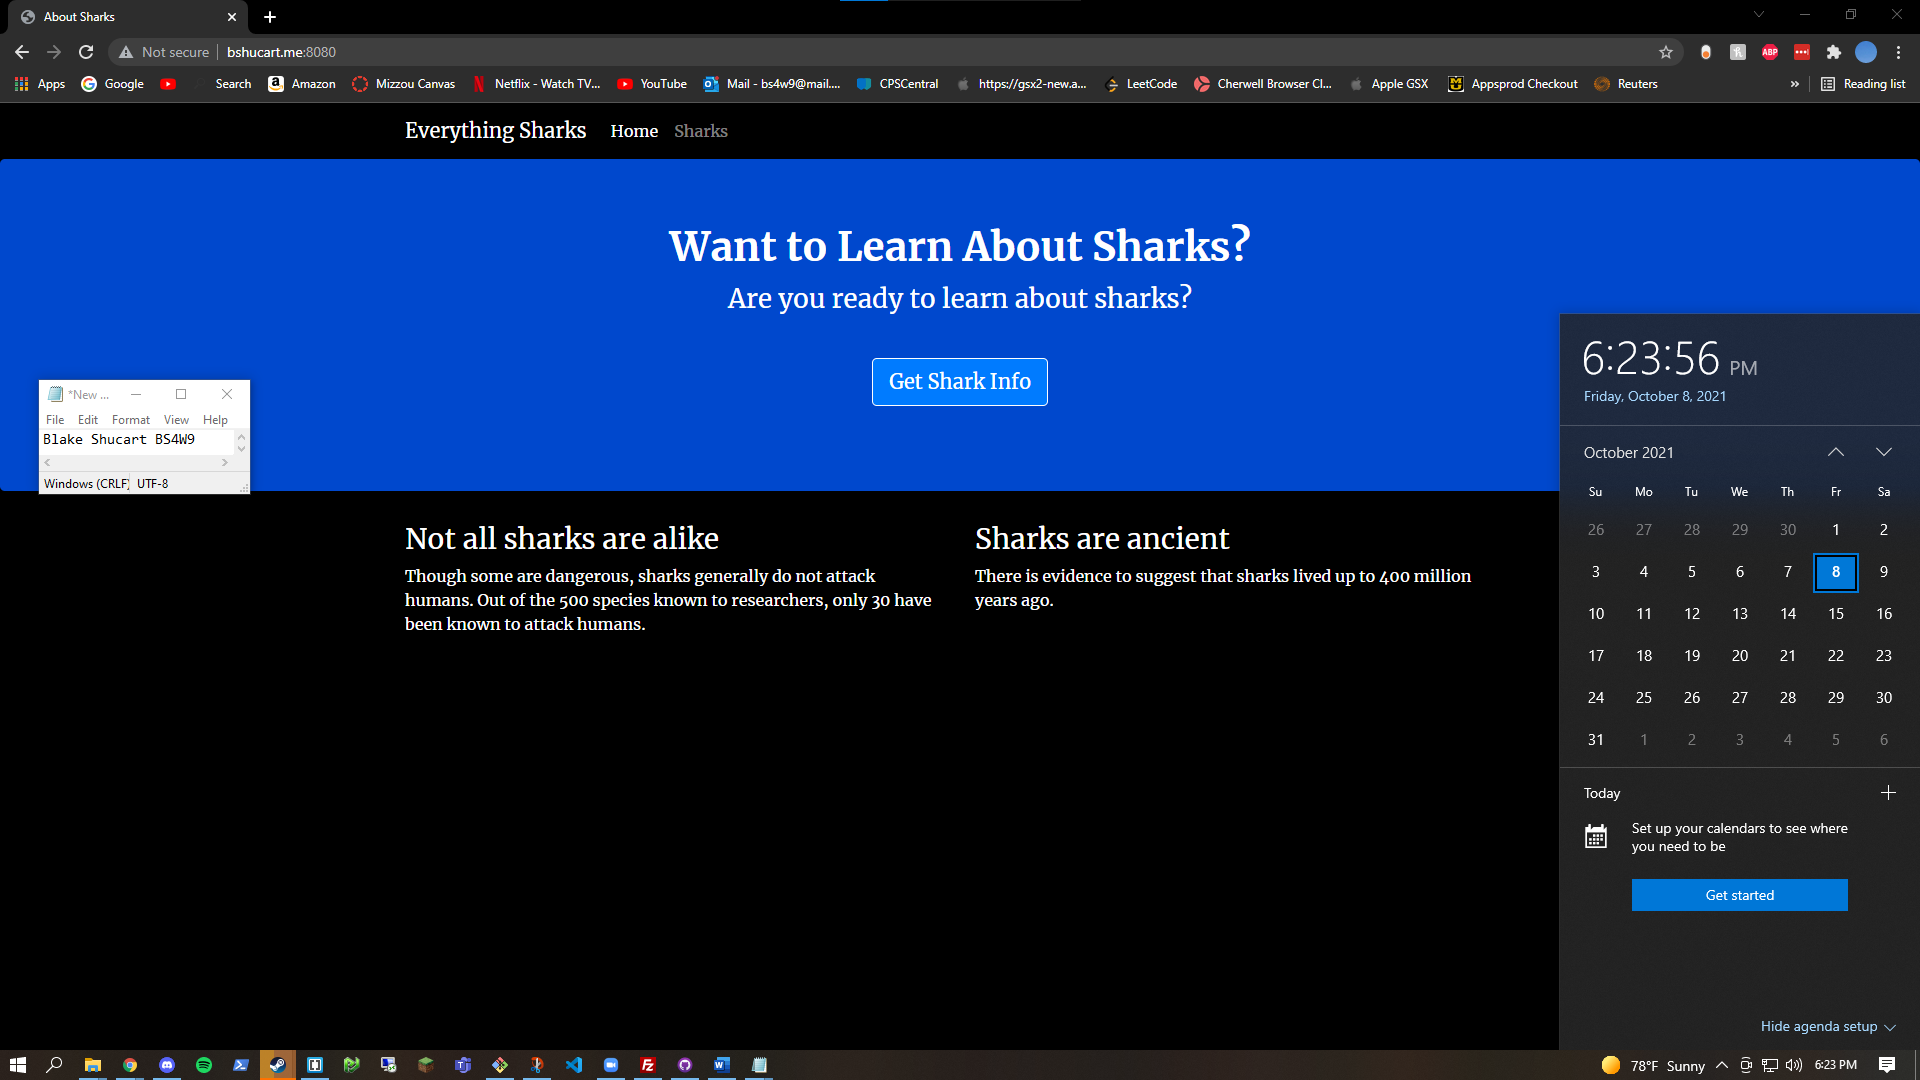 About Sharks
Not secure
bshucart.me:8080
ABP
Apps
Google
Search
Amazon
Mizzou Canvas
Netflix - Watch TV...
YouTube
Mail - bs4w9@mail....
CPSCentral
https://gsx2-new.a...
LeetCode
Cherwell Browser Cl...
Apple GSX
Appsprod Checkout
Reuters
»
Reading list
Everything Sharks
Home
Sharks
Want to Learn About Sharks?
Are you ready to learn about sharks?
Get Shark Info
*New ...
File Edit Format View Help
Blake Shucart BS4W9
Windows (CRLF) UTF-8
Not all sharks are alike
Though some are dangerous, sharks generally do not attack
humans. Out of the 500 species known to researchers, only 30 have
been known to attack humans.
Sharks are ancient
There is evidence to suggest that sharks lived up to 400 million
years ago.
6:23:56 PM
Friday, October 8, 2021
October 2021
Su Mo Tu We Th Fr Sa
26 27 28 29 30 1 2
3 4 5 6 7 8 9
10 11 12 13 14 15 16
17 18 19 20 21 22 23
24 25 26 27 28 29 30
31 1 2 3 4 5 6
Today
Set up your calendars to see where
you need to be
Get started
Hide agenda setup
78°F Sunny
6:23 PM